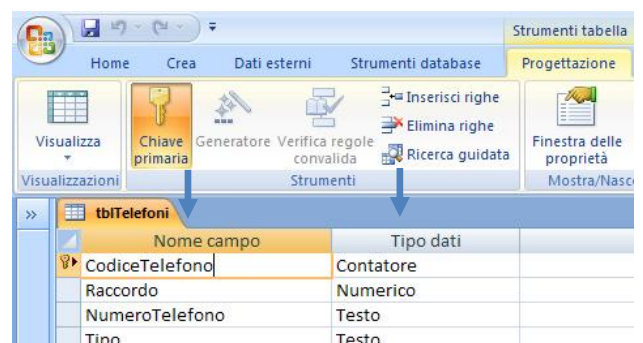 Strumenti tabella
Home Crea Dati esterni Strumenti database Progettazione
Visualizza
Chiave primaria
Generatore
Verifica regole convalida
Inserisci righe
Elimina righe
Ricerca guidata
Finestra delle proprietà
Visualizzazioni Strumenti Mostra/Nasc
» tblTelefoni
Nome campo Tipo dati
CodiceTelefono Contatore
Raccordo Numerico
NumeroTelefono Testo
Tipo Testo